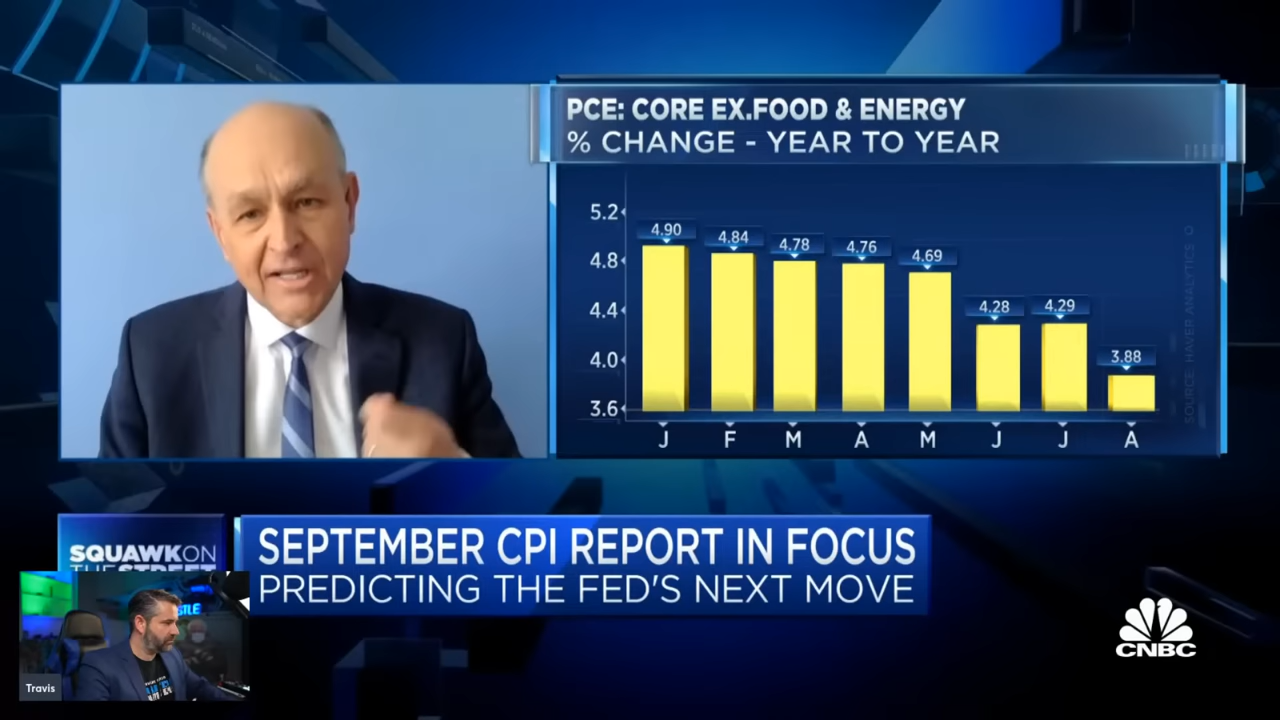 PCE: CORE EX.FOOD & ENERGY
% CHANGE - YEAR TO YEAR
5.2
4.8
4.4
4.0
3.6
4.90
4.84
4.78
4.76
4.69
4.28
4.29
3.88
J F M A M J J A
SOURCE: HAVER ANALYTICS ©
SEPTEMBER CPI REPORT IN FOCUS
PREDICTING THE FED'S NEXT MOVE
SQUAWK ON
THE STREET
CNBC
Travis